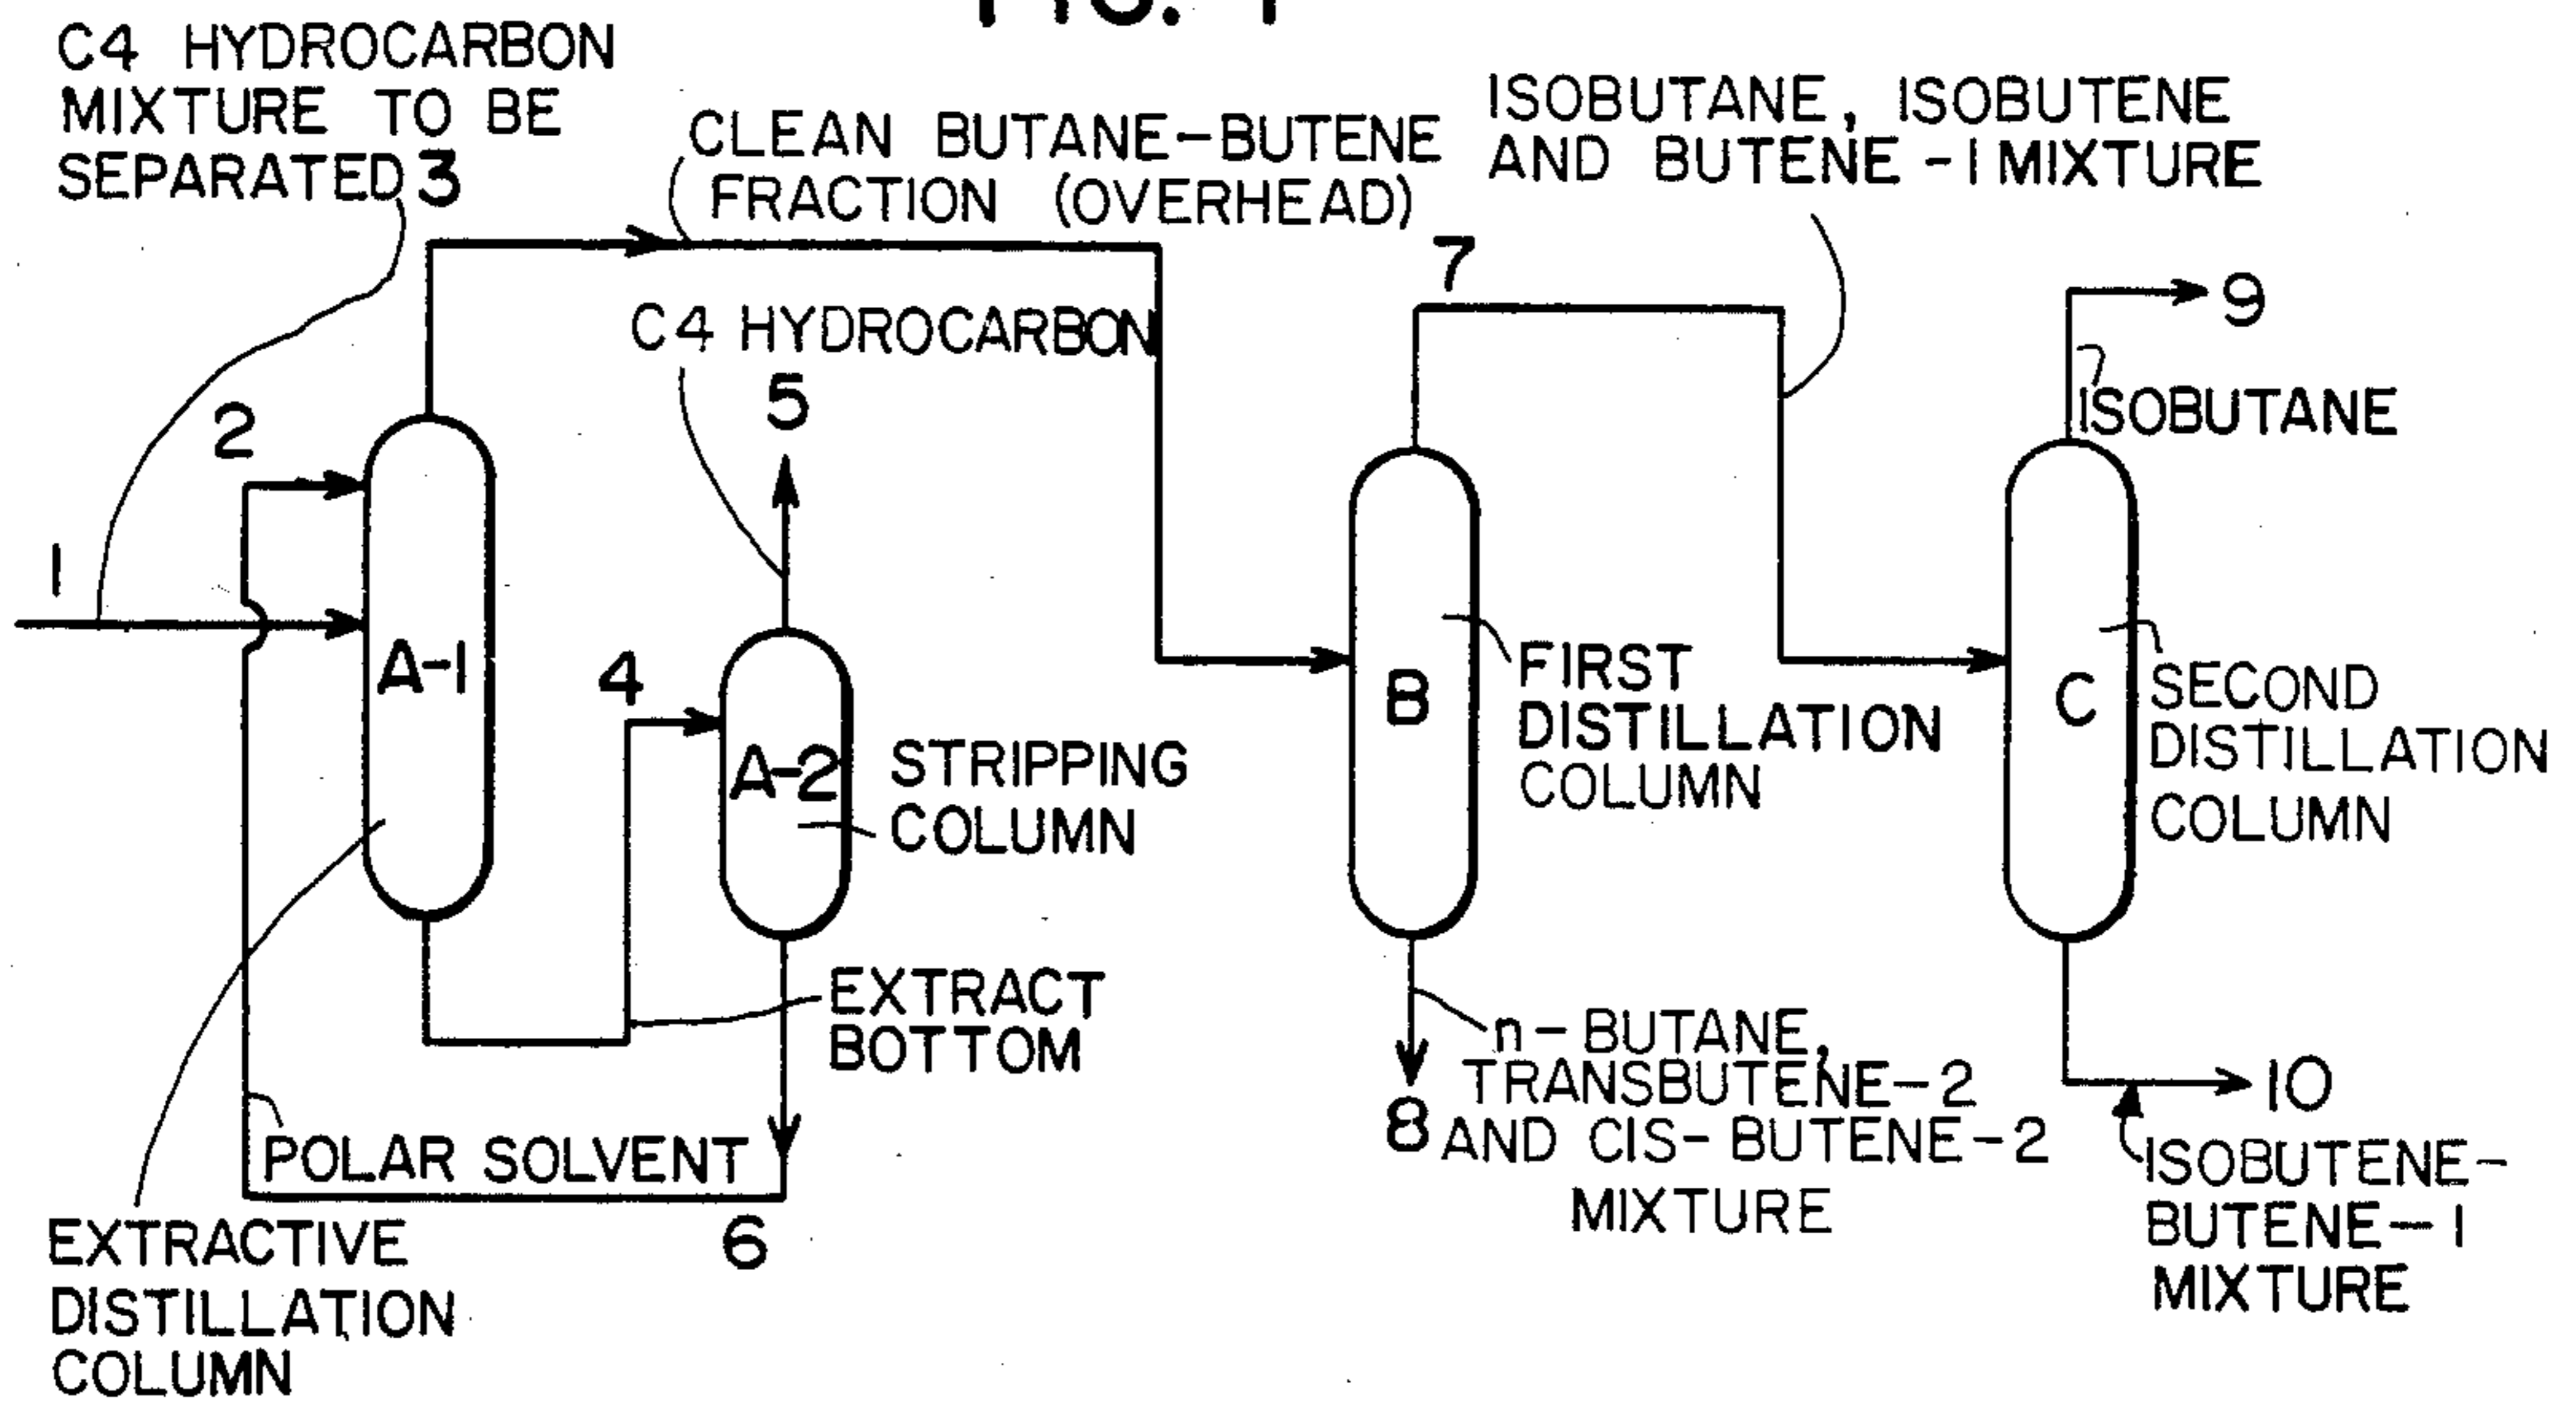 C4 HYDROCARBON
MIXTURE TO BE
SEPARATED 3
CLEAN BUTANE-BUTENE
FRACTION (OVERHEAD)
ISOBUTANE, ISOBUTENE
AND BUTENE -1 MIXTURE
C4 HYDROCARBON
7
9
5
2
ISOBUTANE
1
A-1
4
A-2
STRIPPING
COLUMN
B
FIRST
DISTILLATION
COLUMN
C
SECOND
DISTILLATION
COLUMN
EXTRACT
BOTTOM
n-BUTANE,
TRANSBUTENE-2
AND CIS-BUTENE-2
MIXTURE
8
10
ISOBUTENE-
BUTENE-1
MIXTURE
POLAR SOLVENT
6
EXTRACTIVE
DISTILLATION
COLUMN